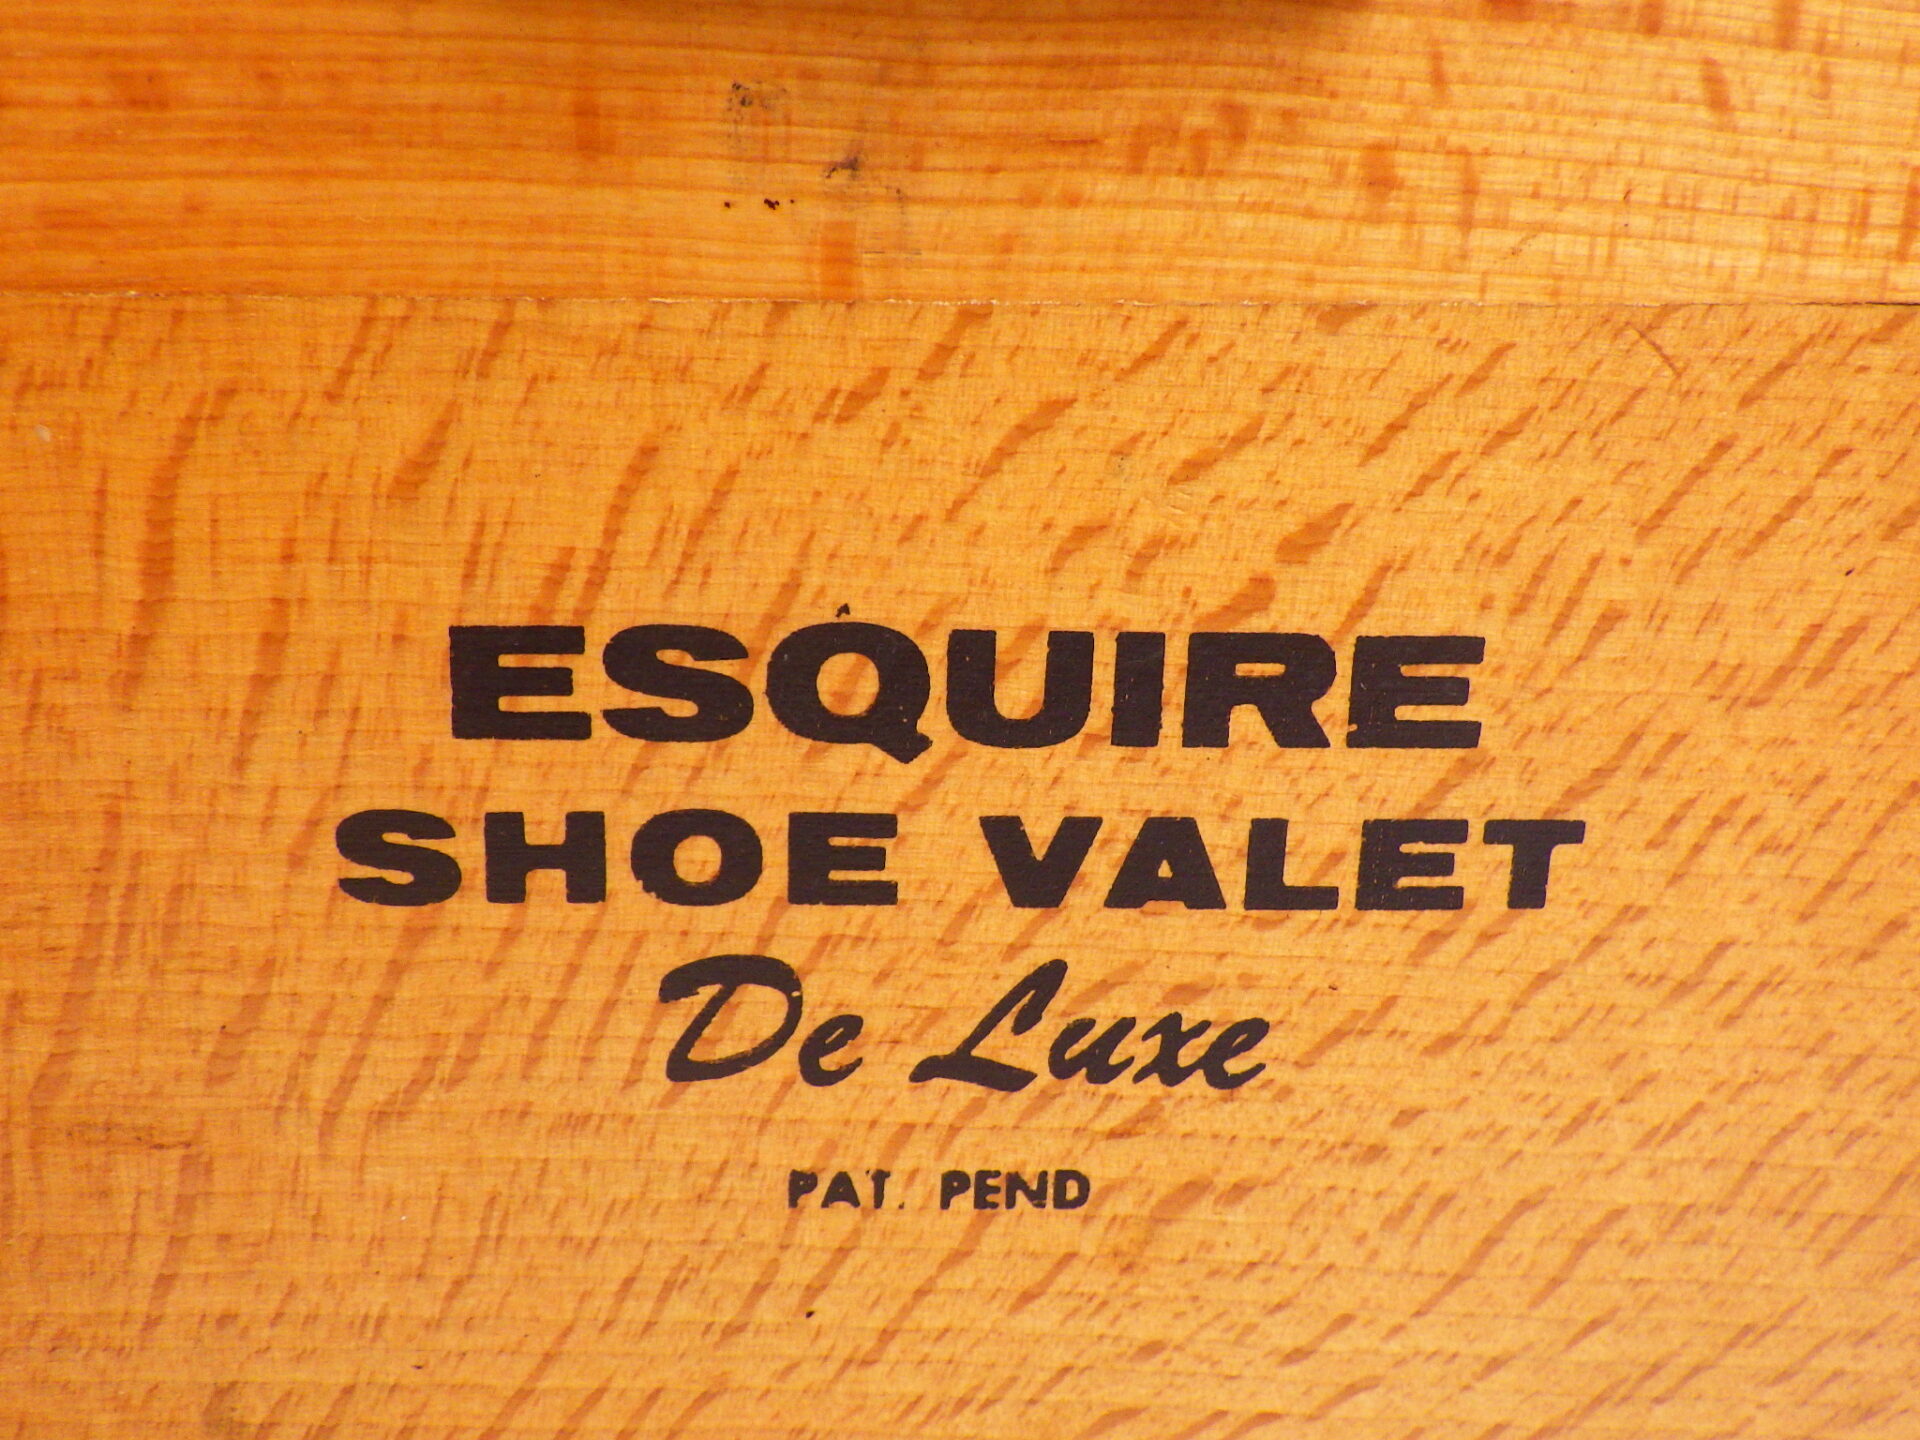 ESQUIRE
SHOE VALET
De Luxe
PAT. PEND